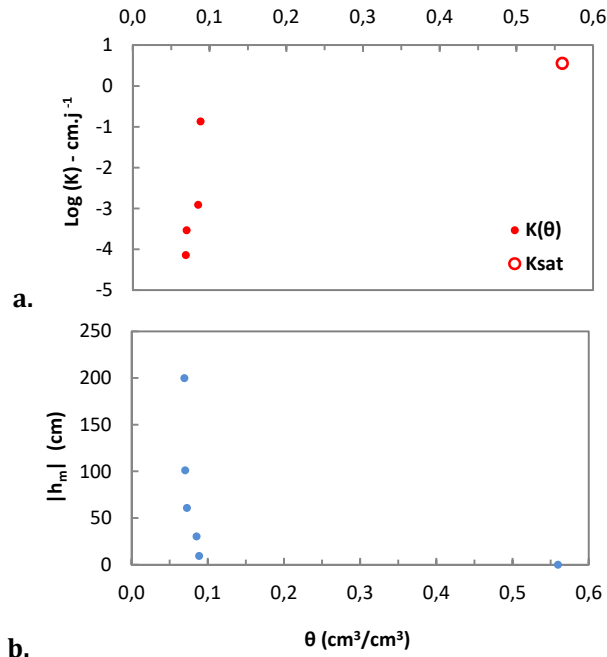 0,0 0,1 0,2 0,3 0,4 0,5 0,6
1
0
-1
-2
-3
-4
-5
Log (K) - cm.j⁻¹
K(θ)
Ksat
a.
250
200
150
100
50
0
|hₘ| (cm)
0,0 0,1 0,2 0,3 0,4 0,5 0,6
θ (cm³/cm³)
b.